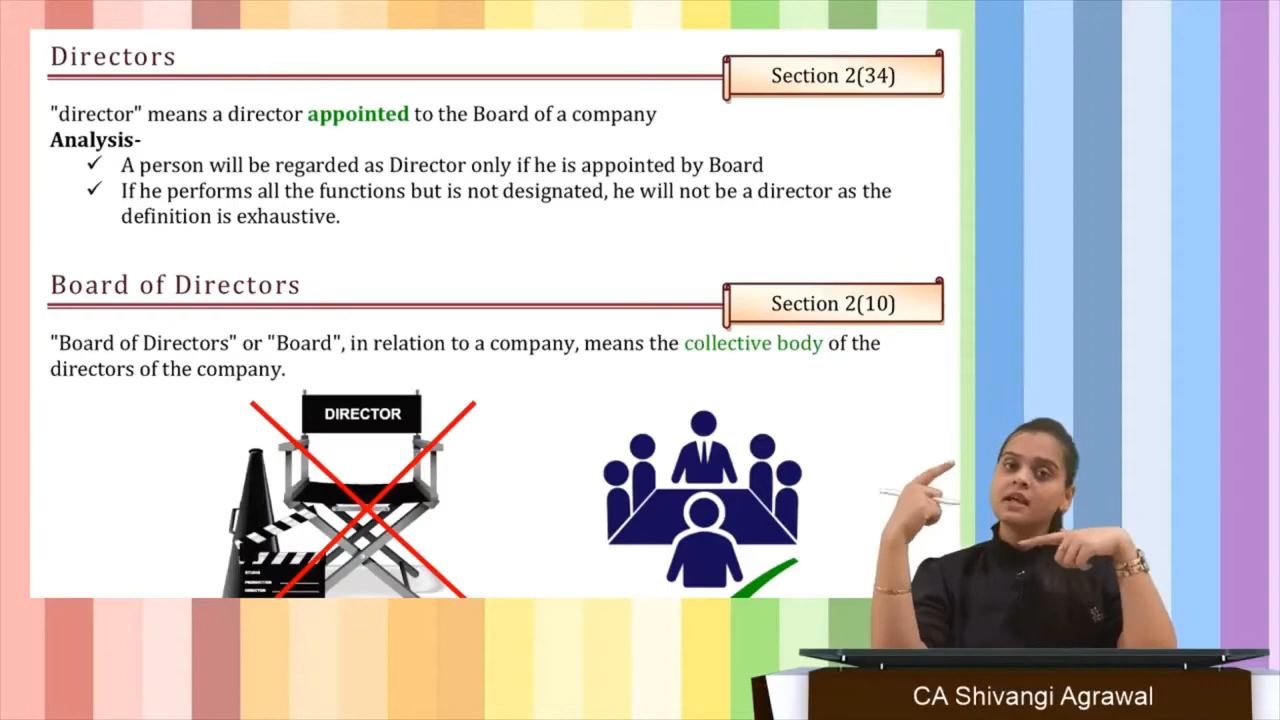 Directors
Section 2(34)
"director" means a director appointed to the Board of a company
Analysis-
✓ A person will be regarded as Director only if he is appointed by Board
✓ If he performs all the functions but is not designated, he will not be a director as the
definition is exhaustive.
Board of Directors
Section 2(10)
"Board of Directors" or "Board", in relation to a company, means the collective body of the
directors of the company.
DIRECTOR
STUDIO
PRODUCTION
DIRECTOR
CA Shivangi Agrawal